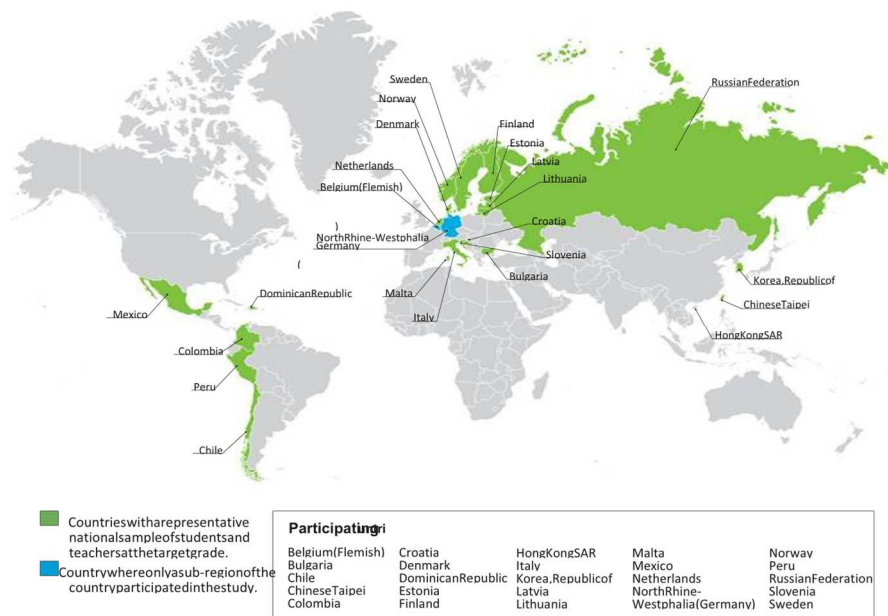 Sweden
RussianFederation
Norway
Denmark
Finland
Estonia
Latvia
Netherlands
Lithuania
Belgium(Flemish)
Croatia
NorthRhine-Westphalia
Germany
Slovenia
Bulgaria
Korea,Republicof
Malta
DominicanRepublic
ChineseTaipei
Mexico
Italy
HongKongSAR
Colombia
Peru
Chile
Countrieswitharepresentative
nationalsampleofstudentsand
teachersatthetargetgrade.
Countrywhereonlyasub-regionofthe
countryparticipatedinthestudy.
Participating
Belgium(Flemish)
Bulgaria
Chile
ChineseTaipei
Colombia
Croatia
Denmark
DominicanRepublic
Estonia
Finland
HongKongSAR
Italy
Korea,Republicof
Latvia
Lithuania
Malta
Mexico
Netherlands
NorthRhine-
Westphalia(Germany)
Norway
Peru
RussianFederation
Slovenia
Sweden